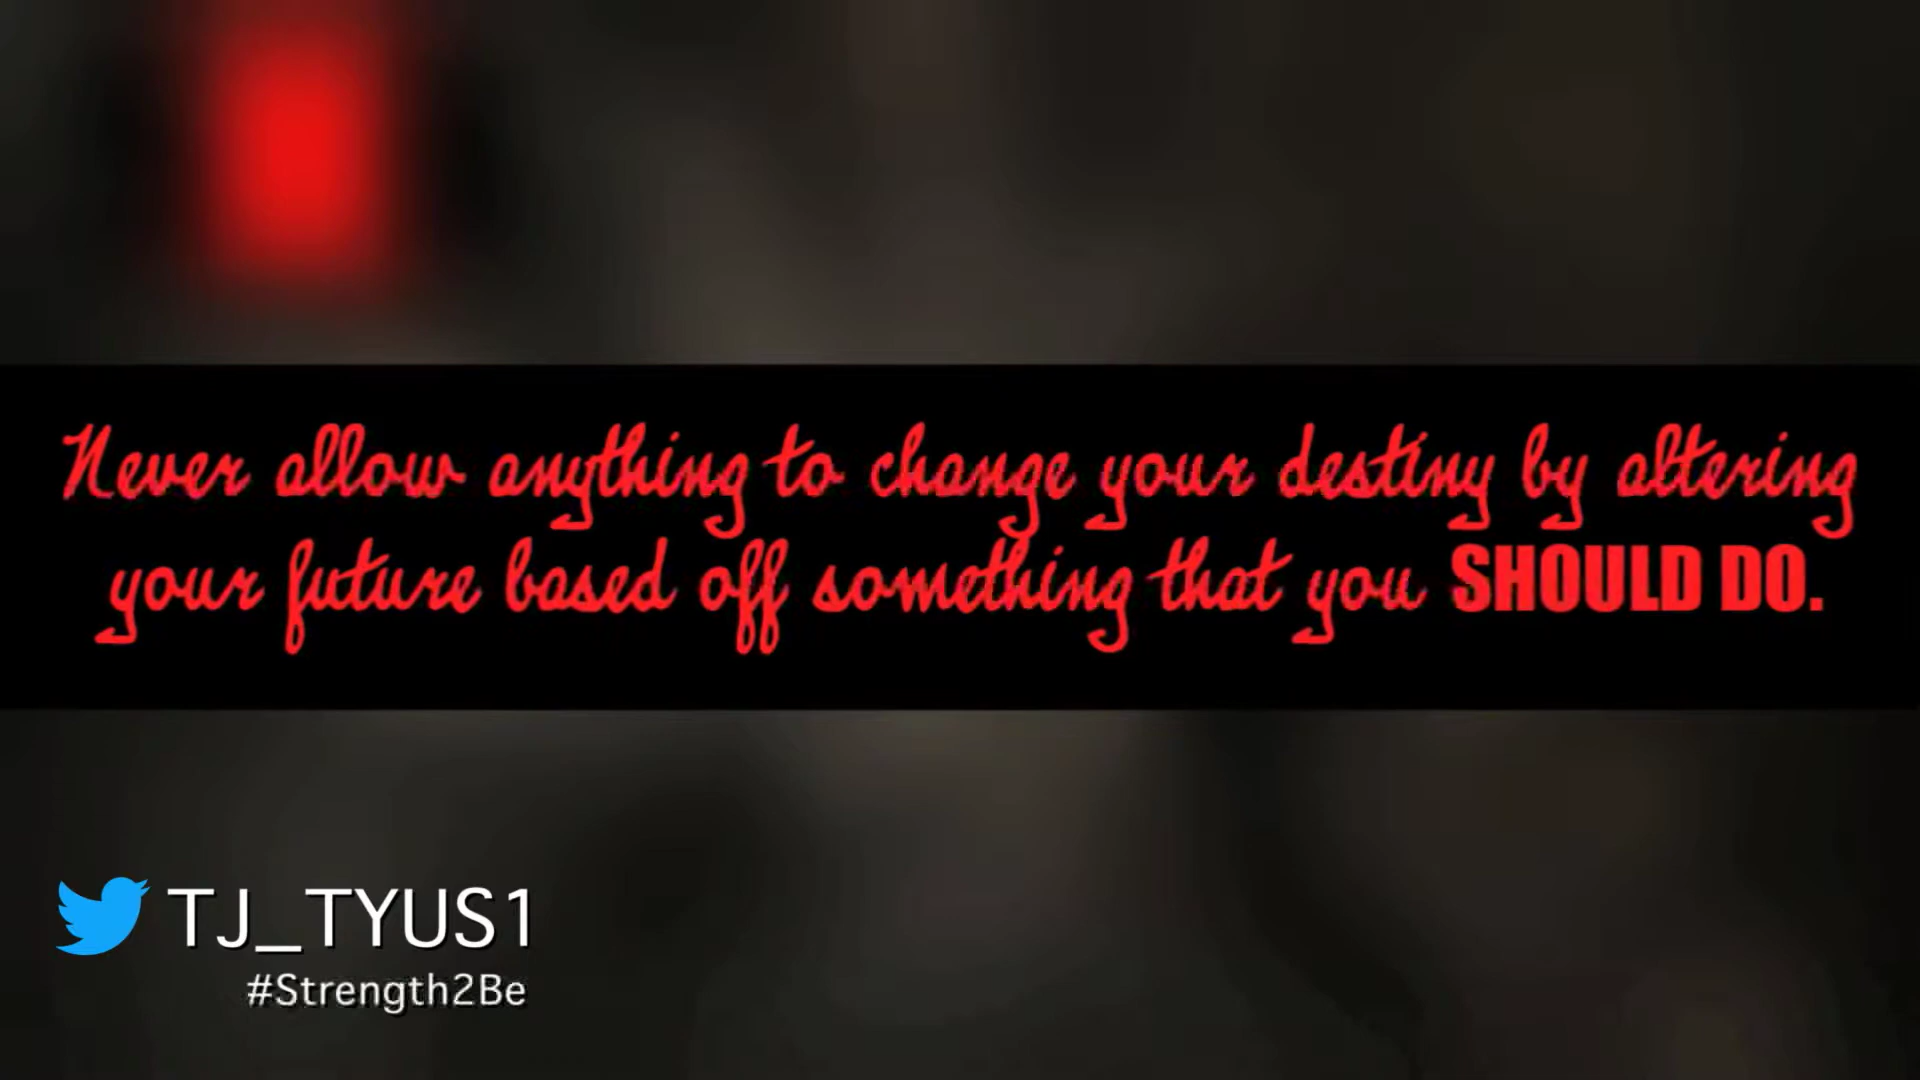 Never allow anything to change your destiny by altering
your future based off something that you SHOULD DO.
TJ_TYUS1
#Strength2Be